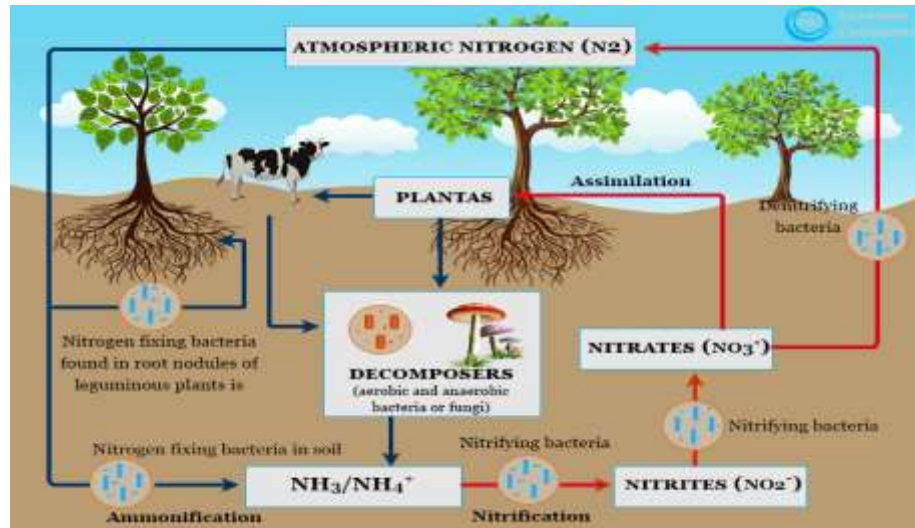 ATMOSPHERIC NITROGEN (N2)
PLANTAS
Assimilation
Denitrifying
bacteria
Nitrogen fixing bacteria
found in root nodules of
leguminous plants is
DECOMPOSERS
(aerobic and anaerobic
bacteria or fungi)
NITRATES (NO3⁻)
Nitrifying bacteria
Nitrogen fixing bacteria in soil
Nitrifying bacteria
NH₃/NH₄⁺
NITRITES (NO2⁻)
Ammonification
Nitrification